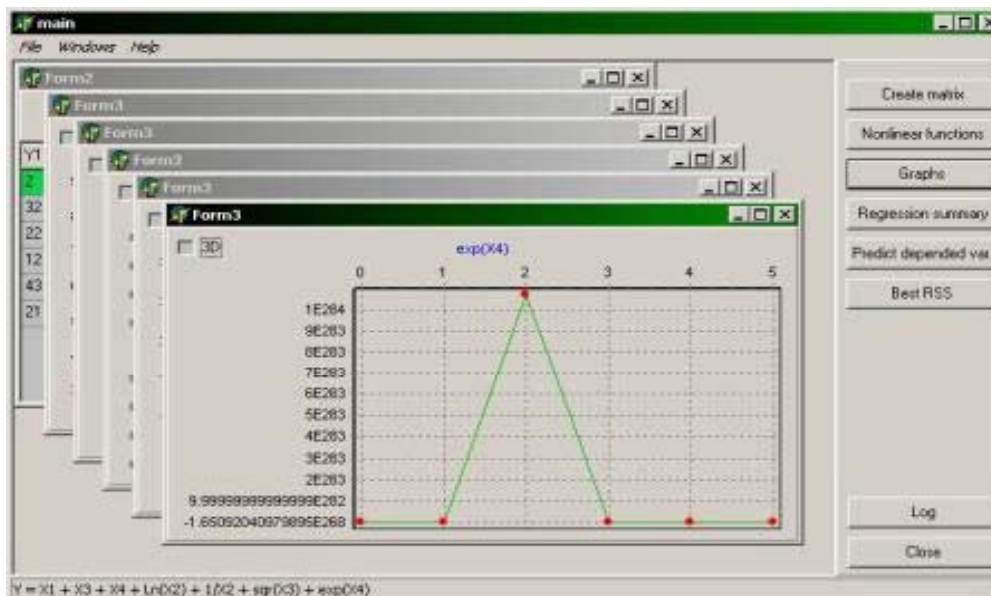 main
File Windows Help
Form2
Form3
Form3
Form3
Form3
Form3
Y1
2
32
22
12
43
21
3D
exp(X4)
0 1 2 3 4 5
1E284
9E283
8E283
7E283
6E283
5E283
4E283
3E283
2E283
9.99999999999999E282
-1.65092040979895E268
Create matrix
Nonlinear functions
Graphs
Regression summary
Predict depended var.
Best RSS
Log
Close
Y = X1 + X3 + X4 + Ln(X2) + 1/X2 + sqr(X3) + exp(X4)